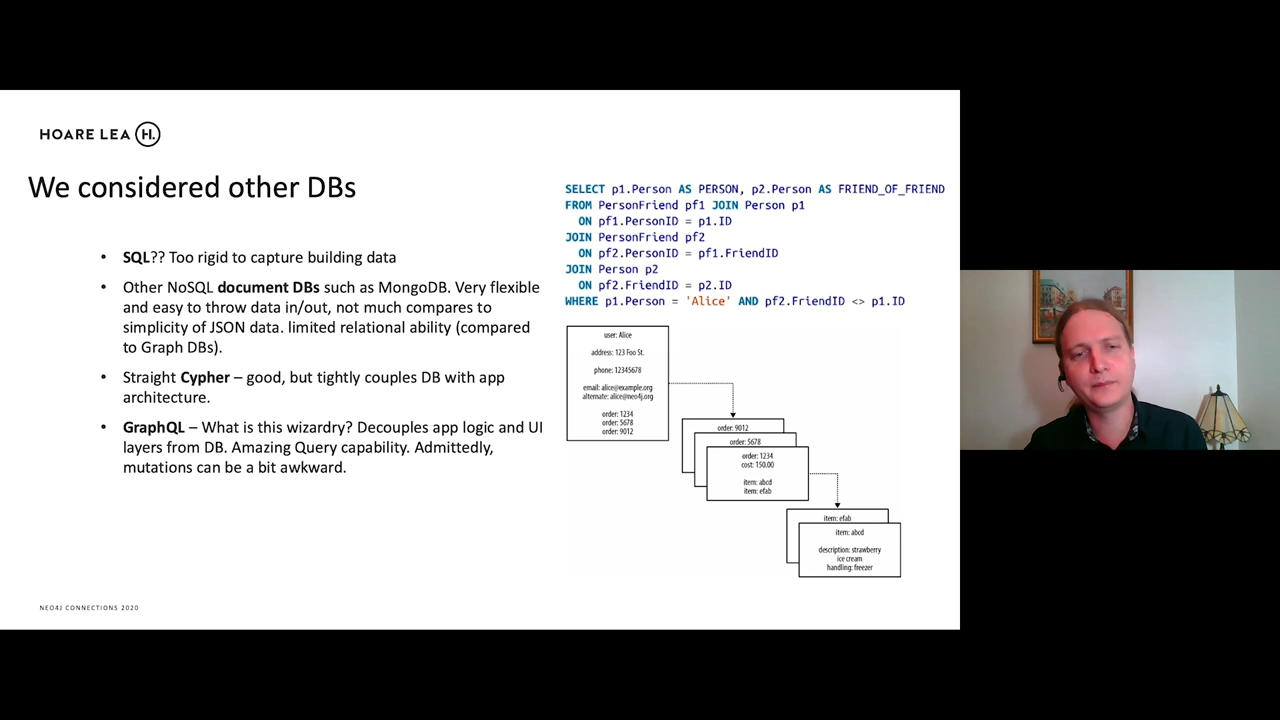 HOARE LEA H.
We considered other DBs
• SQL?? Too rigid to capture building data
• Other NoSQL document DBs such as MongoDB. Very flexible
and easy to throw data in/out, not much compares to
simplicity of JSON data. limited relational ability (compared
to Graph DBs).
• Straight Cypher – good, but tightly couples DB with app
architecture.
• GraphQL – What is this wizardry? Decouples app logic and UI
layers from DB. Amazing Query capability. Admittedly,
mutations can be a bit awkward.
SELECT p1.Person AS PERSON, p2.Person AS FRIEND_OF_FRIEND
FROM PersonFriend pf1 JOIN Person p1
ON pf1.PersonID = p1.ID
JOIN PersonFriend pf2
ON pf2.PersonID = pf1.FriendID
JOIN Person p2
ON pf2.FriendID = p2.ID
WHERE p1.Person = 'Alice' AND pf2.FriendID <> p1.ID
user: Alice
address: 123 Foo St.
phone: 12345678
email: alice@example.org
alternate: alice@neo4j.org
order: 1234
order: 5678
order: 9012
order: 9012
order: 5678
order: 1234
cost: 150.00
item: abcd
item: efab
item: efab
item: abcd
description: strawberry
ice cream
handling: freezer
NEO4J CONNECTIONS 2020